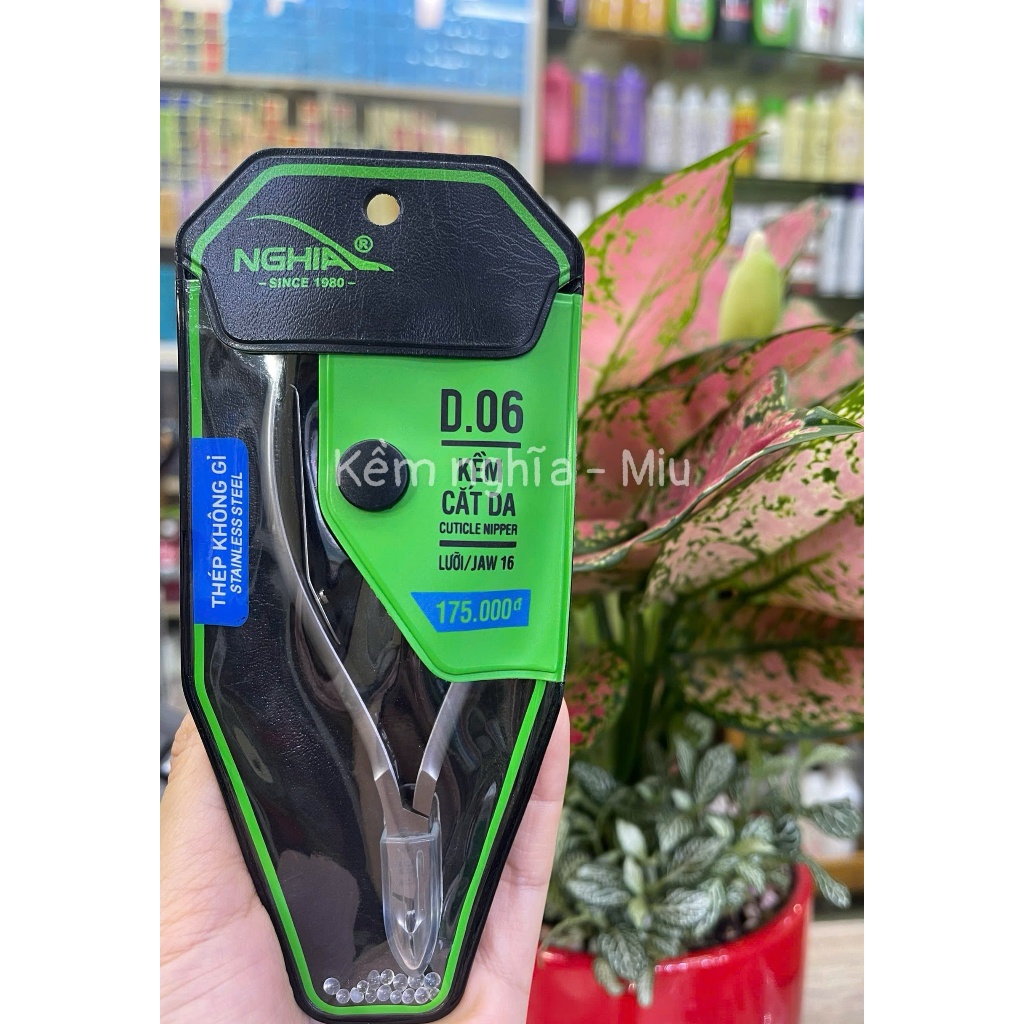 NGHIA®
- SINCE 1980 -
D.06
KỀM
CẮT DA
CUTICLE NIPPER
LƯỠI/JAW 16
175.000đ
THÉP KHÔNG GỈ
STAINLESS STEEL
Kềm nghĩa - Miu